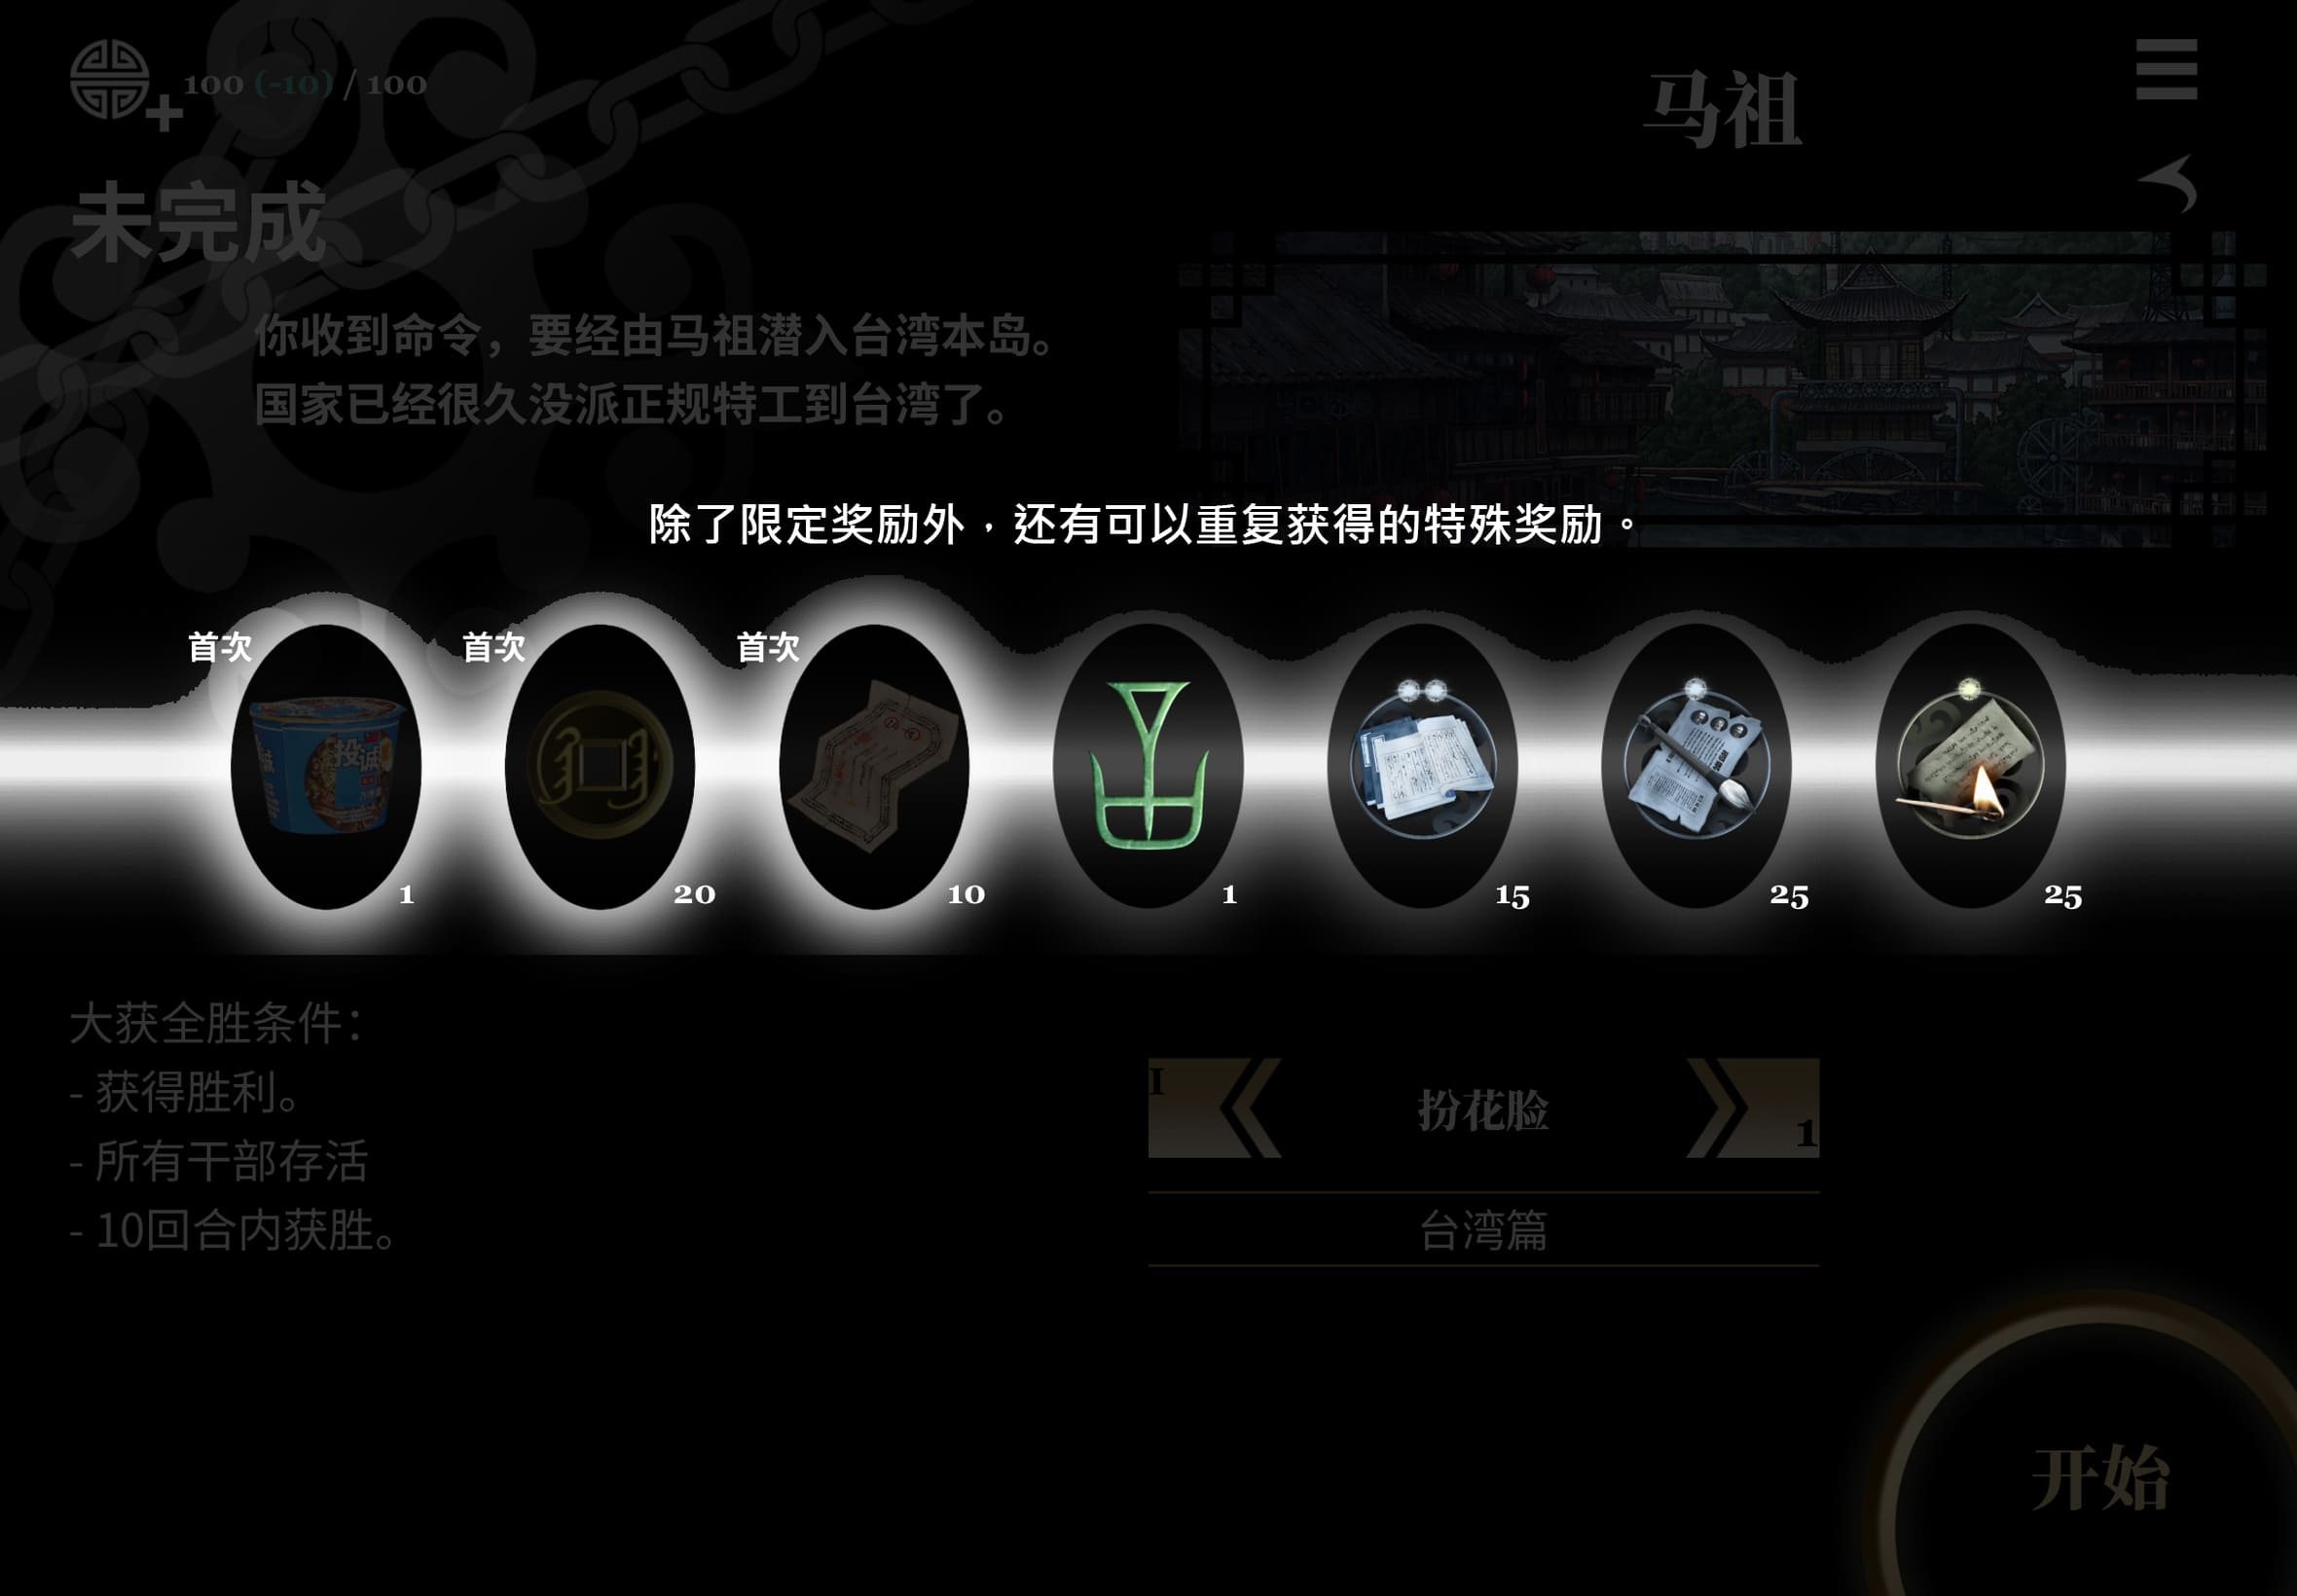 100 (-10) / 100
马祖
未完成
你收到命令，要经由马祖潜入台湾本岛。
国家已经很久没派正规特工到台湾了。
除了限定奖励外，还有可以重复获得的特殊奖励。
首次
首次
首次
投诚
1
20
10
1
15
25
25
大获全胜条件：
- 获得胜利。
- 所有干部存活
- 10回合内获胜。
I
扮花脸
1
台湾篇
开始